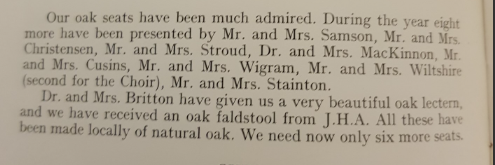 Our oak seats have been much admired. During the year eight
more have been presented by Mr. and Mrs. Samson, Mr. and Mrs.
Christensen, Mr. and Mrs. Stroud, Dr. and Mrs. MacKinnon, Mr.
and Mrs. Cusins, Mr. and Mrs. Wigram, Mr. and Mrs. Wiltshire
(second for the Choir), Mr. and Mrs. Stainton.
Dr. and Mrs. Britton have given us a very beautiful oak lectern,
and we have received an oak faldstool from J.H.A. All these have
been made locally of natural oak. We need now only six more seats.